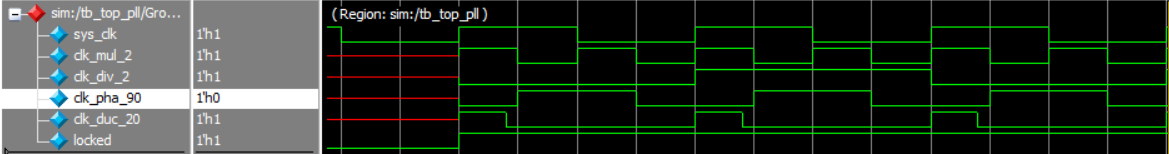 sim:/tb_top_pll/Gro...
(Region: sim:/tb_top_pll)
sys_clk 1'h1
clk_mul_2 1'h1
clk_div_2 1'h1
clk_pha_90 1'h0
clk_duc_20 1'h1
locked 1'h1